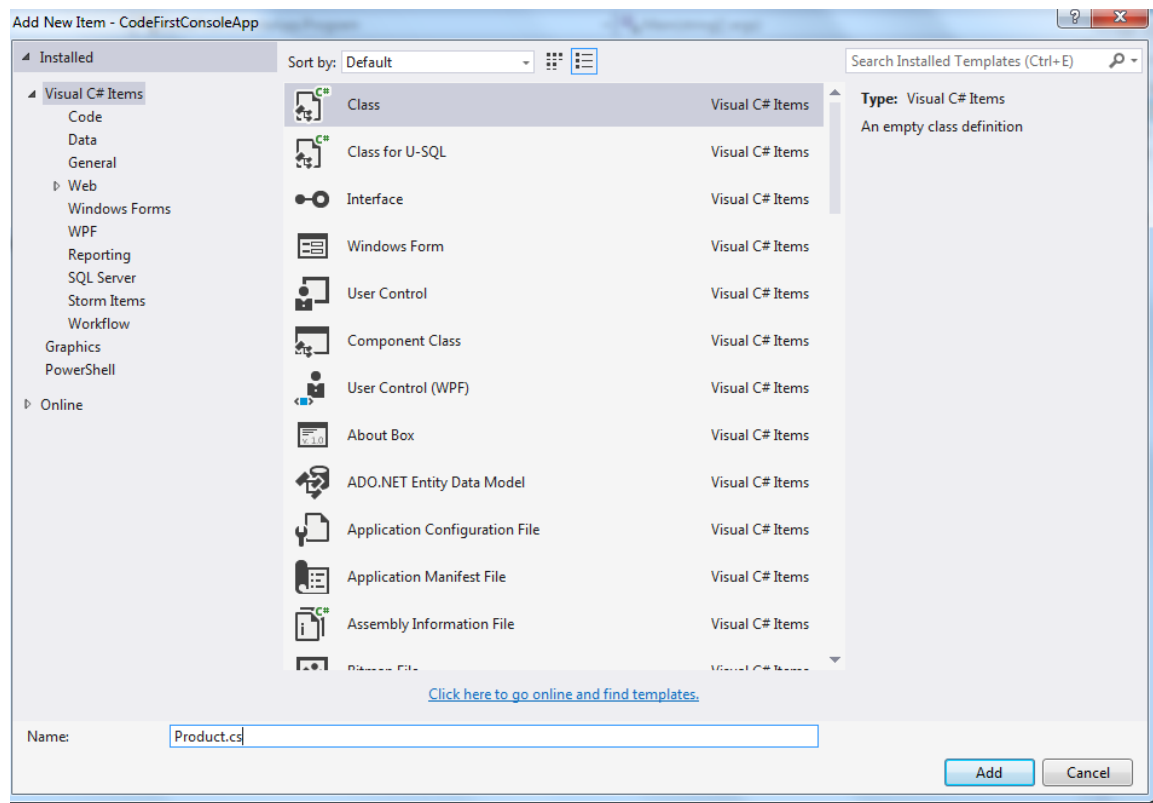 Add New Item - CodeFirstConsoleApp
Installed
Sort by: Default
Search Installed Templates (Ctrl+E)
Visual C# Items
Code
Data
General
Web
Windows Forms
WPF
Reporting
SQL Server
Storm Items
Workflow
Graphics
PowerShell
Online
Class Visual C# Items
Class for U-SQL Visual C# Items
Interface Visual C# Items
Windows Form Visual C# Items
User Control Visual C# Items
Component Class Visual C# Items
User Control (WPF) Visual C# Items
About Box Visual C# Items
ADO.NET Entity Data Model Visual C# Items
Application Configuration File Visual C# Items
Application Manifest File Visual C# Items
Assembly Information File Visual C# Items
Bitmap File Visual C# Items
Type: Visual C# Items
An empty class definition
Click here to go online and find templates.
Name: Product.cs
Add Cancel